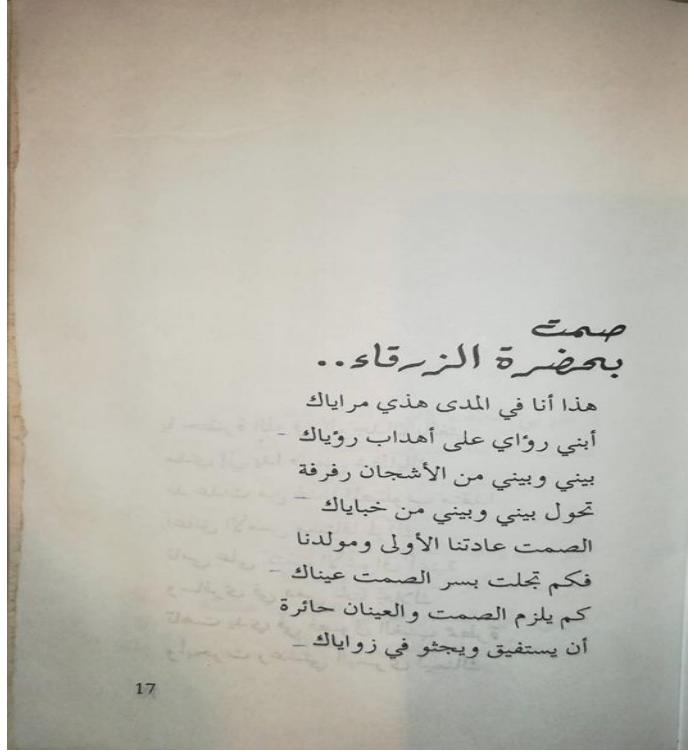 صمت
بحضرة الزرقاء..
هذا أنا في المدى هذي مراياك
أبني رؤاي على أهداب رؤياك
بيني وبيني من الأشجان رفرفة
تحول بيني وبيني من خباياك
الصمت عادتنا الأولى ومولدنا
فكم تجلت بسر الصمت عيناك
كم يلزم الصمت والعينان حائرة
أن يستفيق ويجثو في زواياك
17